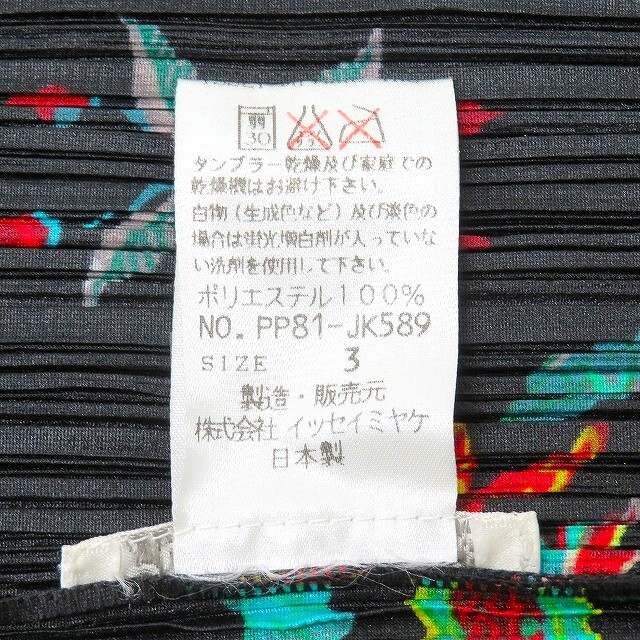 弱
30
サラシ
タンブラー乾燥及び家庭での
乾燥機はお避け下さい。
白物(生成色など)及び淡色の
場合は蛍光増白剤が入っていな
い洗剤を使用して下さい。
ポリエステル100%
NO. PP81-JK589
SIZE 3
製造・販売元
株式会社 イッセイミヤケ
日本製